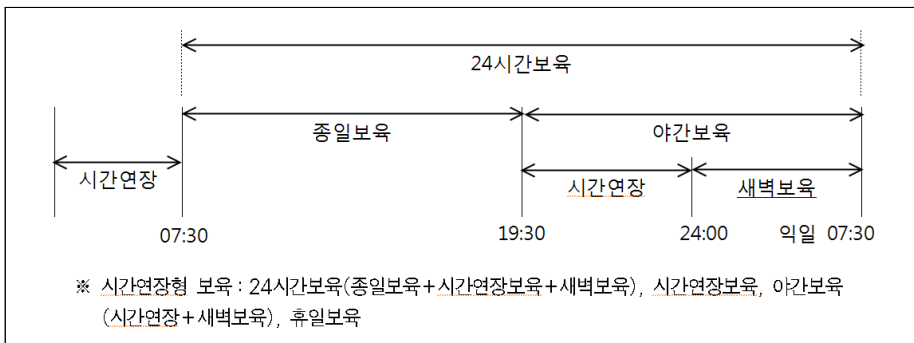 24시간보육
종일보육
야간보육
시간연장
시간연장
새벽보육
07:30
19:30
24:00
익일 07:30
※ 시간연장형 보육 : 24시간보육(종일보육+시간연장보육+새벽보육), 시간연장보육, 야간보육
(시간연장+새벽보육), 휴일보육